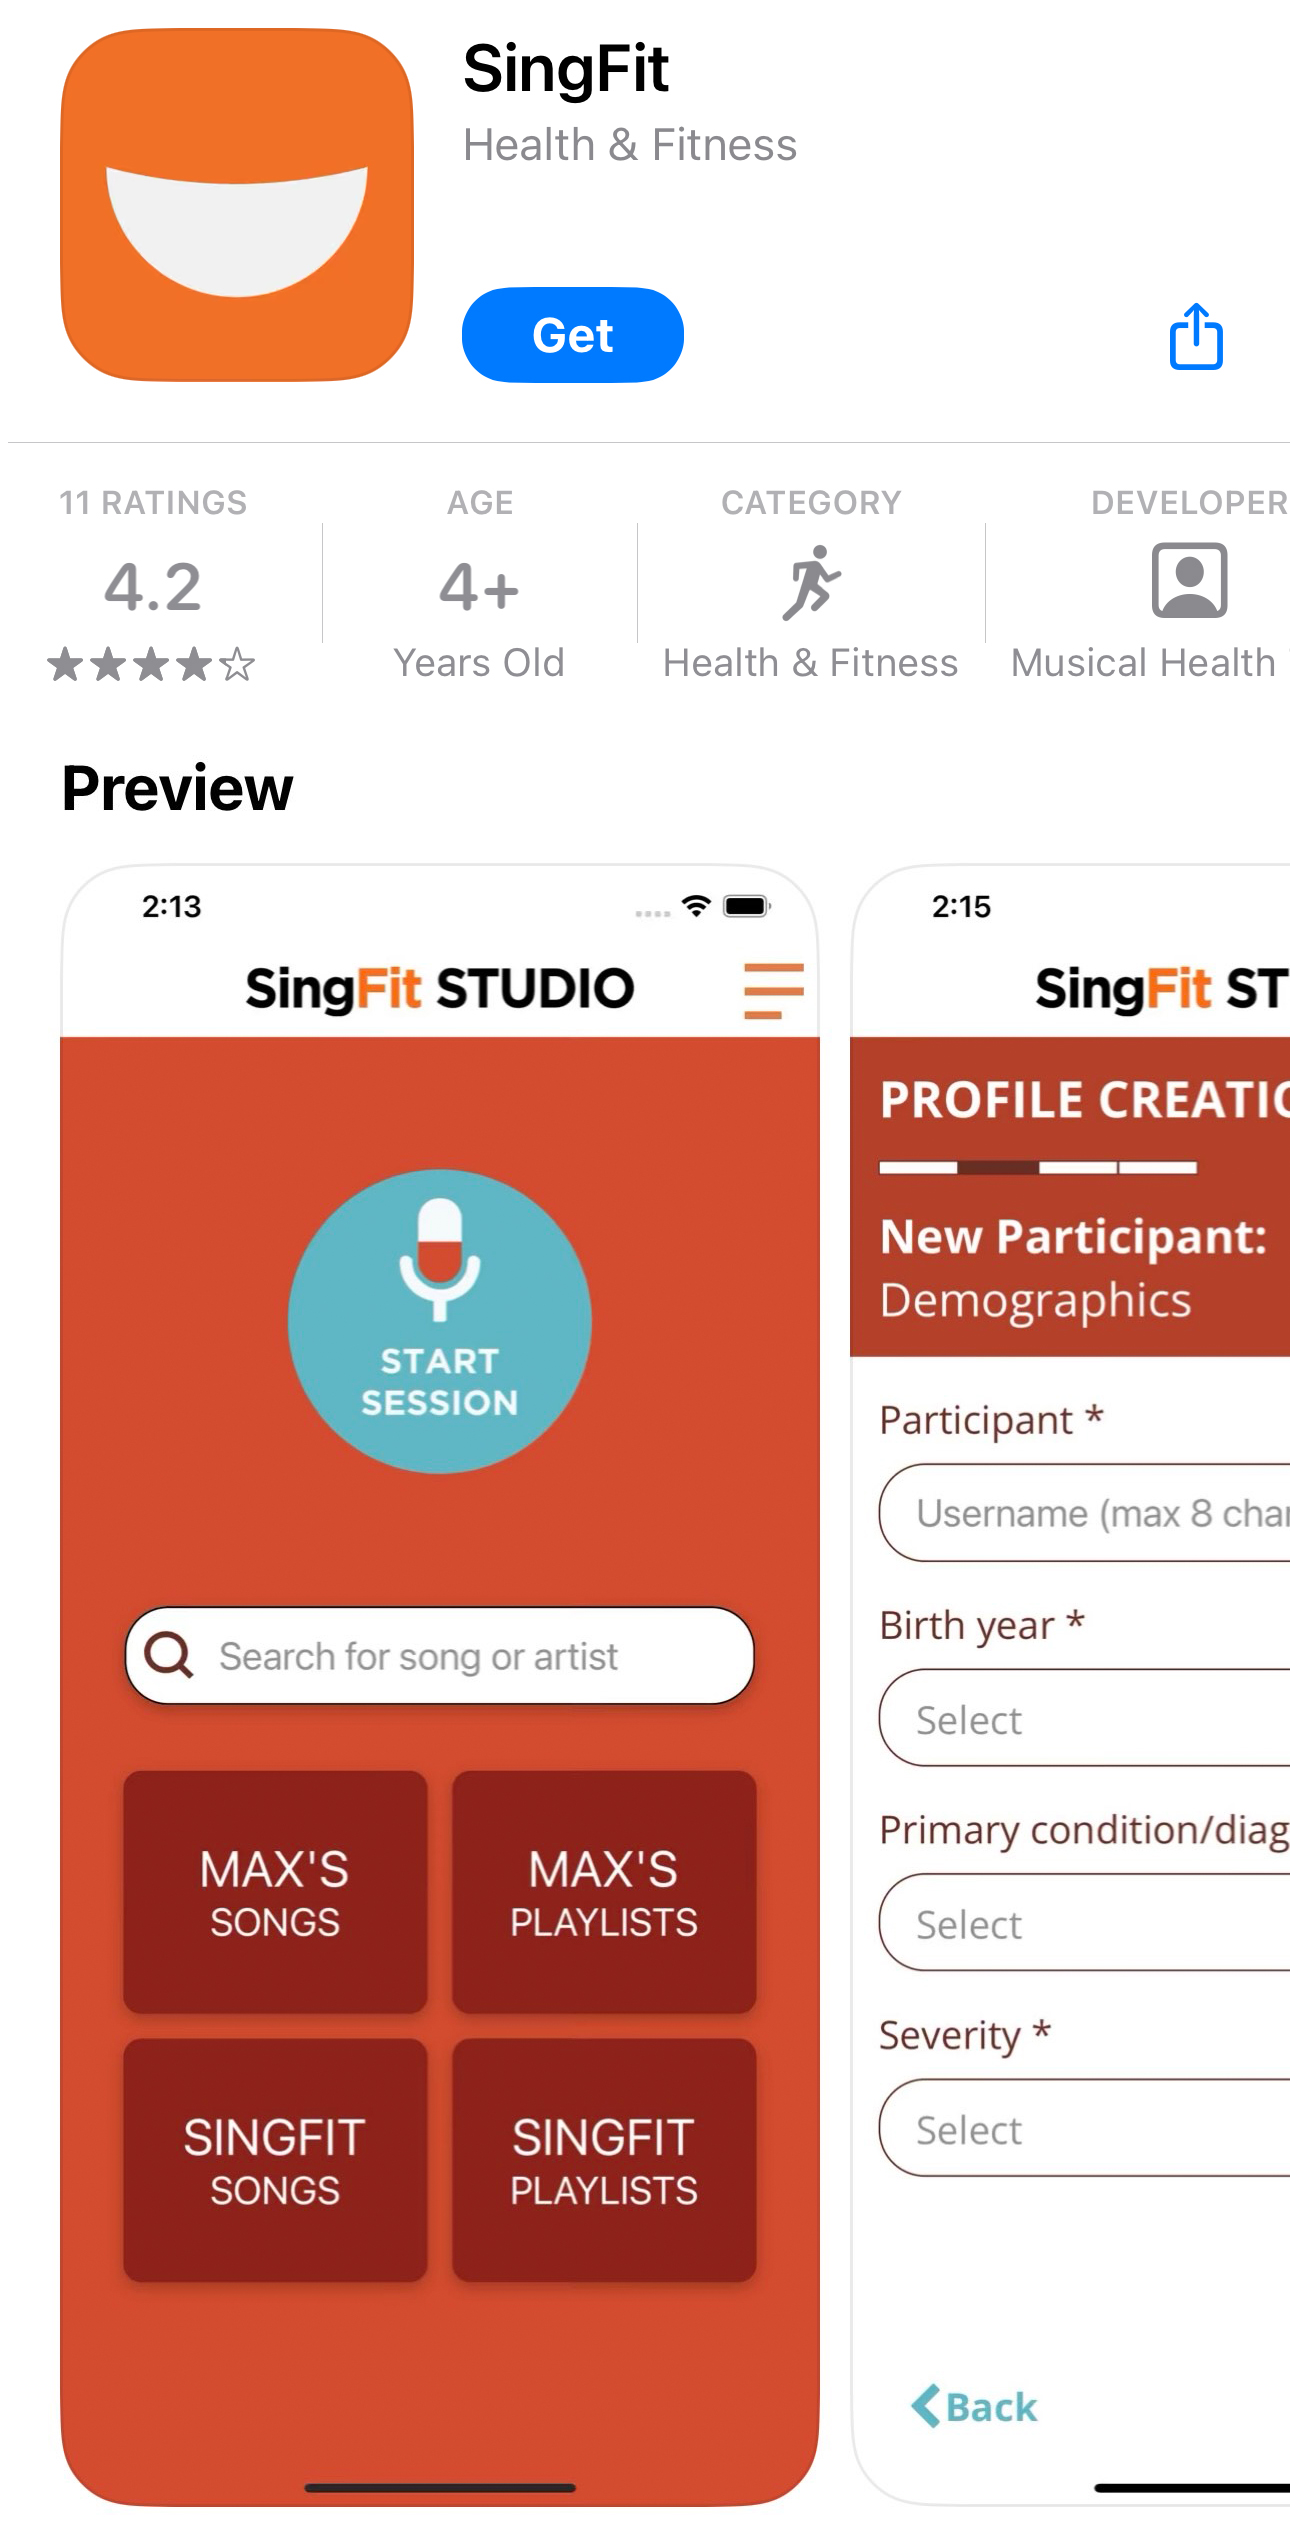 SingFit
Health & Fitness
Get
11 RATINGS
4.2
AGE
4+
Years Old
CATEGORY
Health & Fitness
DEVELOPER
Musical Health
Preview
2:13
SingFit STUDIO
START
SESSION
Search for song or artist
MAX'S
SONGS
MAX'S
PLAYLISTS
SINGFIT
SONGS
SINGFIT
PLAYLISTS
2:15
SingFit ST
PROFILE CREATIO
New Participant:
Demographics
Participant *
Username (max 8 char
Birth year *
Select
Primary condition/diag
Select
Severity *
Select
Back